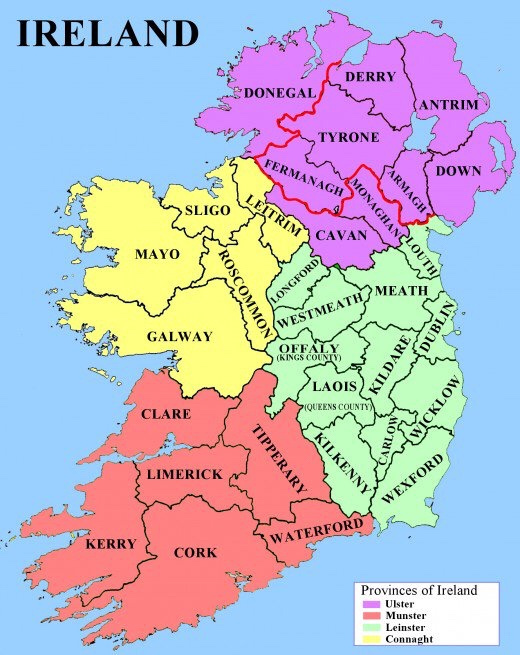 IRELAND
DERRY
DONEGAL
ANTRIM
TYRONE
FERMANAGH
ARMAGH
DOWN
MONAGHAN
CAVAN
SLIGO
LEITRIM
MAYO
ROSCOMMON
LONGFORD
LOUTH
MEATH
WESTMEATH
GALWAY
DUBLIN
OFFALY
(KINGS COUNTY)
KILDARE
LAOIS
(QUEENS COUNTY)
WICKLOW
CLARE
TIPPERARY
KILKENNY
CARLOW
LIMERICK
WEXFORD
WATERFORD
KERRY
CORK
Provinces of Ireland
Ulster
Munster
Leinster
Connaght